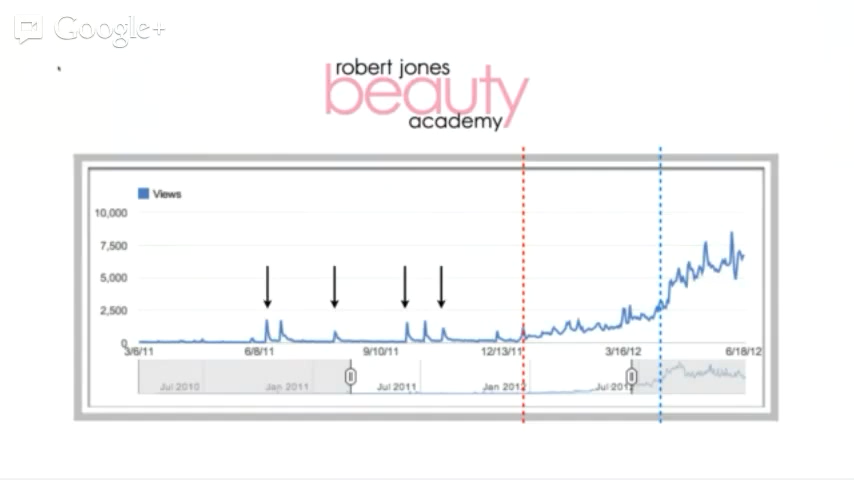 Google+
robert jones
beauty
academy
Views
10,000
7,500
5,000
2,500
0
3/6/11 6/8/11 9/10/11 12/13/11 3/16/12 6/18/12
Jul 2010 Jan 2011 Jul 2011 Jan 2012 Jul 2012